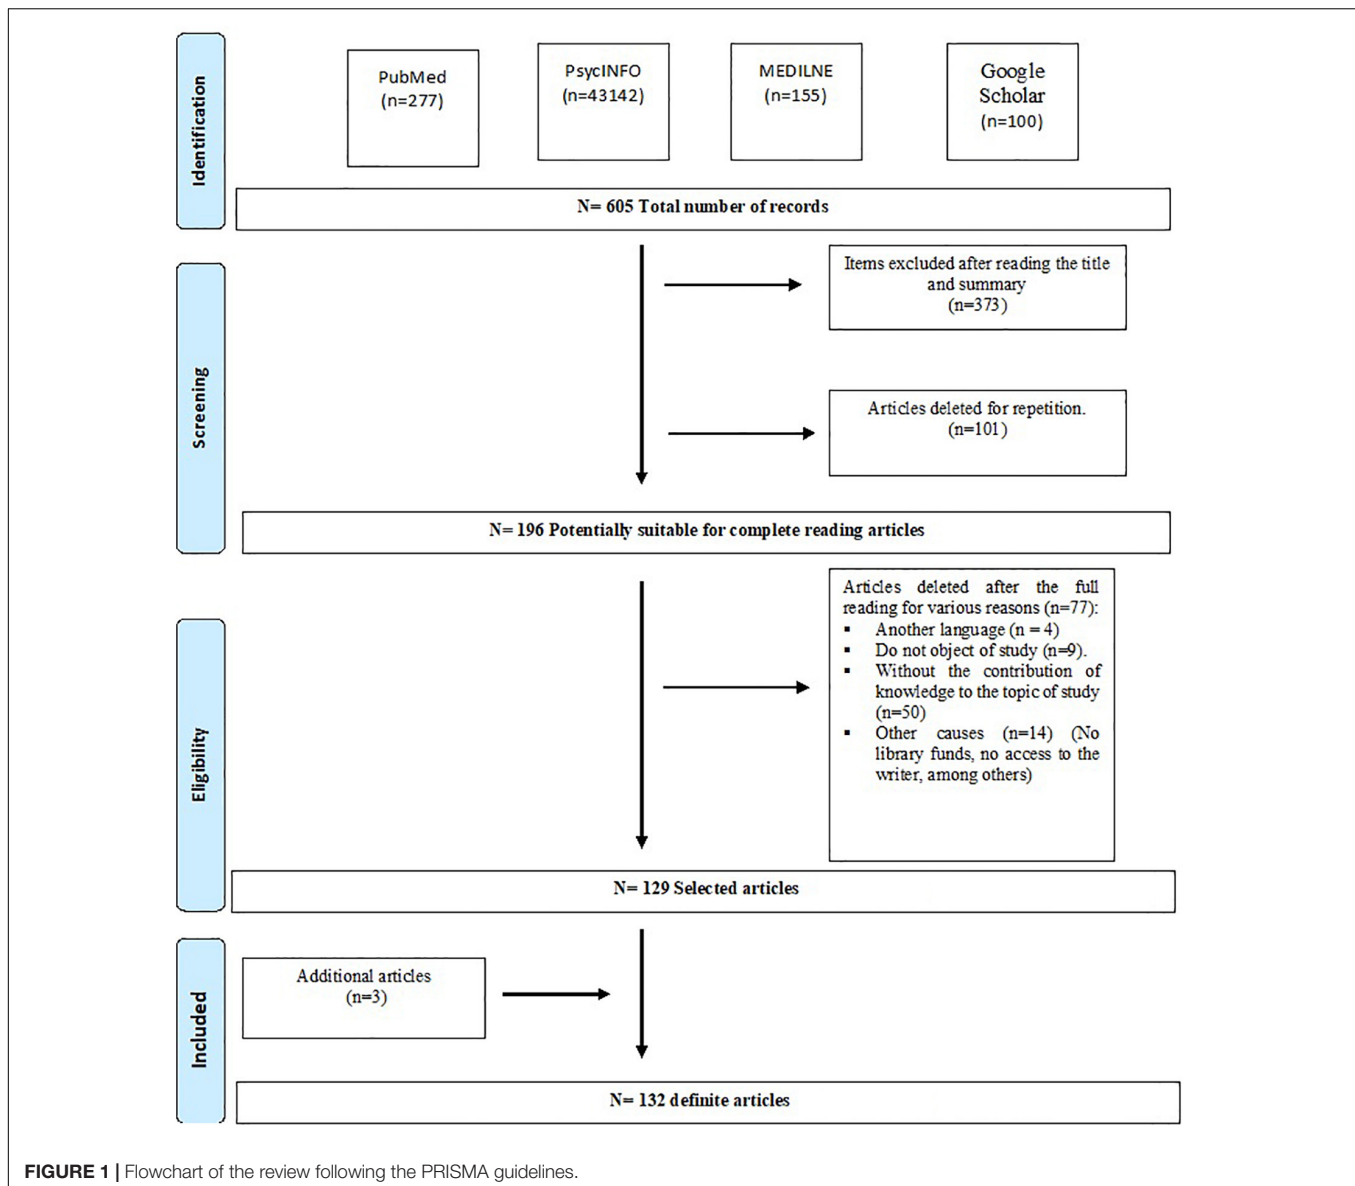 Identification
PubMed
(n=277)
PsycINFO
(n=43142)
MEDILNE
(n=155)
Google
Scholar
(n=100)
N= 605 Total number of records
Screening
Items excluded after reading the title
and summary
(n=373)
Articles deleted for repetition.
(n=101)
N= 196 Potentially suitable for complete reading articles
Eligibility
Articles deleted after the full
reading for various reasons (n=77):
▪ Another language (n = 4)
▪ Do not object of study (n=9).
▪ Without the contribution of
knowledge to the topic of study
(n=50)
▪ Other causes (n=14) (No
library funds, no access to the
writer, among others)
N= 129 Selected articles
Included
Additional articles
(n=3)
N= 132 definite articles
FIGURE 1 | Flowchart of the review following the PRISMA guidelines.